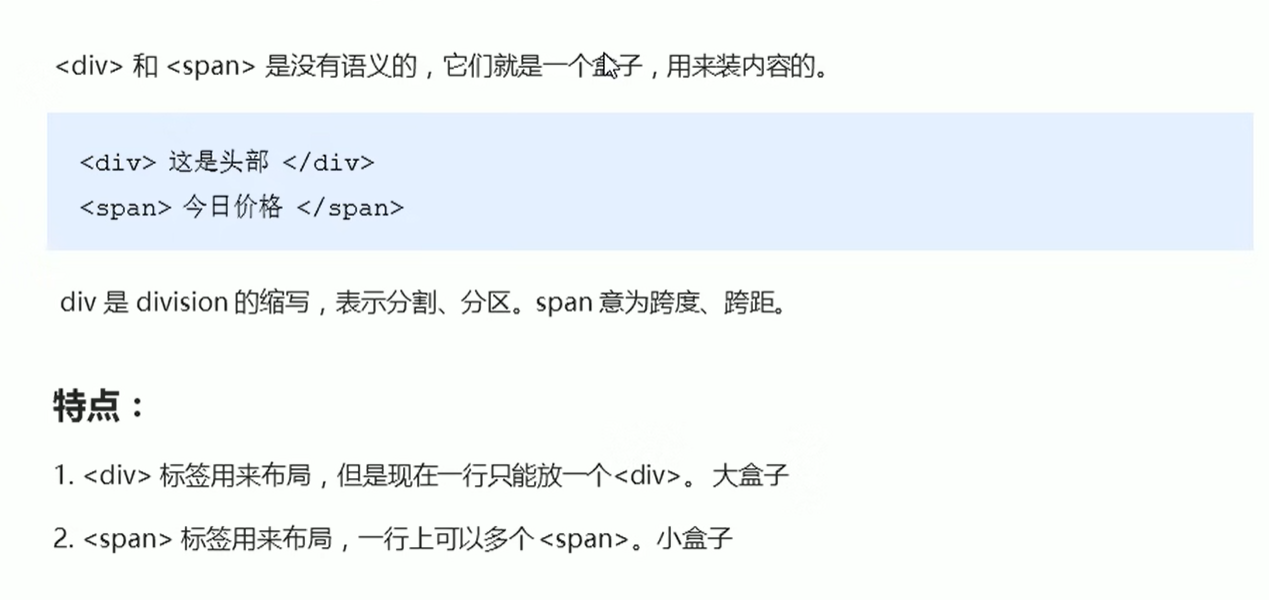 <div> 和 <span> 是没有语义的，它们就是一个盒子，用来装内容的。
<div> 这是头部 </div>
<span> 今日价格 </span>
div 是 division 的缩写，表示分割、分区。span 意为跨度、跨距。
特点：
1. <div> 标签用来布局，但是现在一行只能放一个<div>。 大盒子
2. <span> 标签用来布局，一行上可以多个 <span>。小盒子